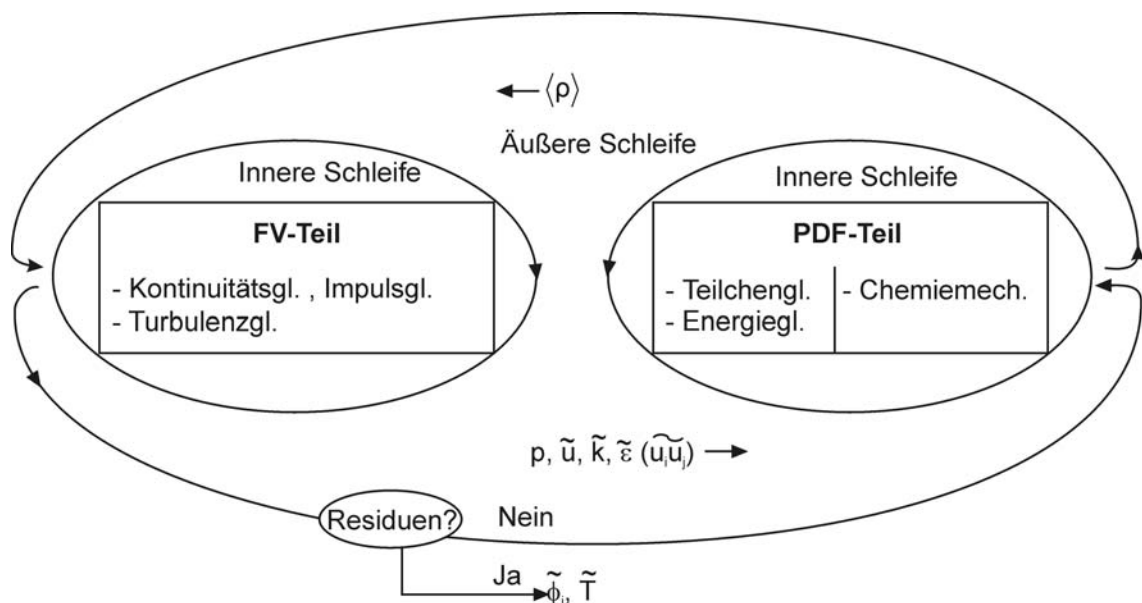 ← ⟨ρ⟩
Äußere Schleife
Innere Schleife
FV-Teil
- Kontinuitätsgl. , Impulsgl.
- Turbulenzgl.
Innere Schleife
PDF-Teil
- Teilchengl.
- Energiegl.
- Chemiemech.
p, ũ, k̃, ε̃ (u͠ᵢu͠ⱼ) →
Residuen?
Nein
Ja
ϕ̃ᵢ, T̃